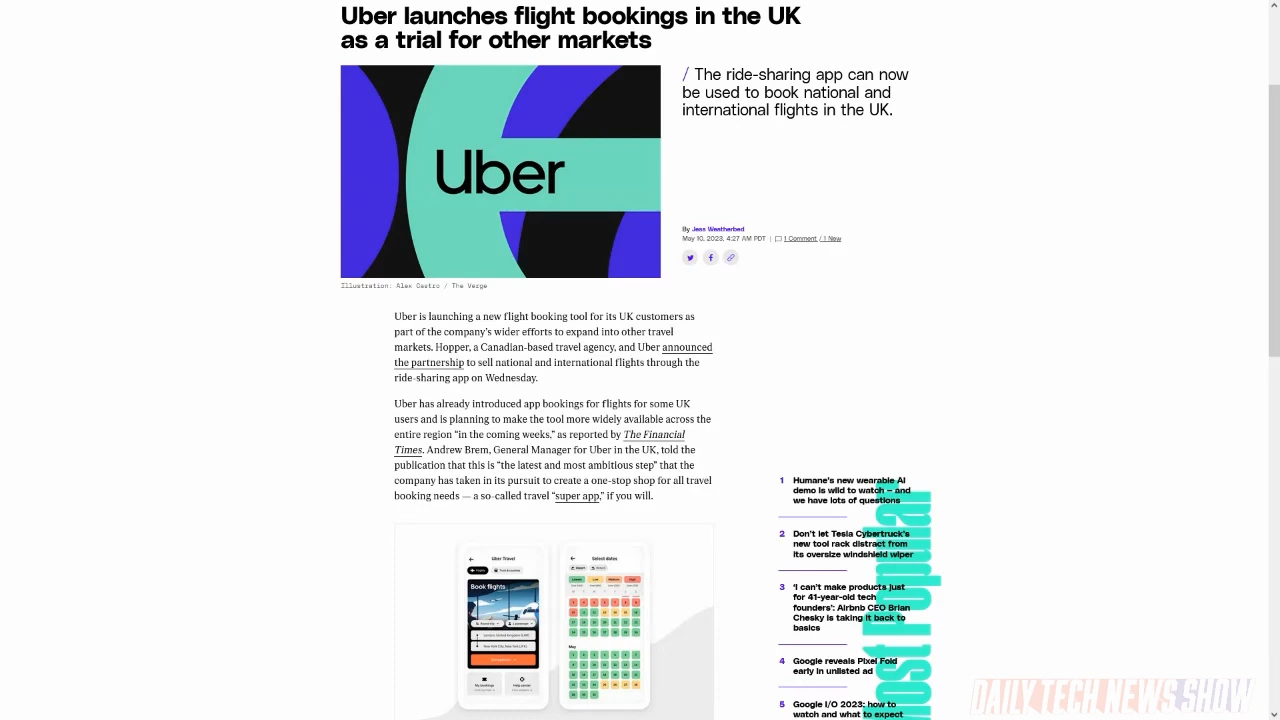 Uber launches flight bookings in the UK
as a trial for other markets
/ The ride-sharing app can now
be used to book national and
international flights in the UK.
Uber
By Jess Weatherbed
May 10, 2023, 4:27 AM PDT | 1 Comment / 1 New
Illustration: Alex Castro / The Verge
Uber is launching a new flight booking tool for its UK customers as
part of the company's wider efforts to expand into other travel
markets. Hopper, a Canadian-based travel agency, and Uber announced
the partnership to sell national and international flights through the
ride-sharing app on Wednesday.
Uber has already introduced app bookings for flights for some UK
users and is planning to make the tool more widely available across the
entire region "in the coming weeks," as reported by The Financial
Times. Andrew Brem, General Manager for Uber in the UK, told the
publication that this is "the latest and most ambitious step" that the
company has taken in its pursuit to create a one-stop shop for all travel
booking needs — a so-called travel "super app," if you will.
Uber Travel
Book flights
My bookings
Help center
Select dates
May
Most Popular
1 Humane's new wearable AI
demo is wild to watch — and
we have lots of questions
2 Don't let Tesla Cybertruck's
new tool rack distract from
its oversize windshield wiper
3 'I can't make products just
for 41-year-old tech
founders': Airbnb CEO Brian
Chesky is taking it back to
basics
4 Google reveals Pixel Fold
early in unlisted ad
5 Google I/O 2023: how to
watch and what to expect
DAILY TECH NEWS SHOW